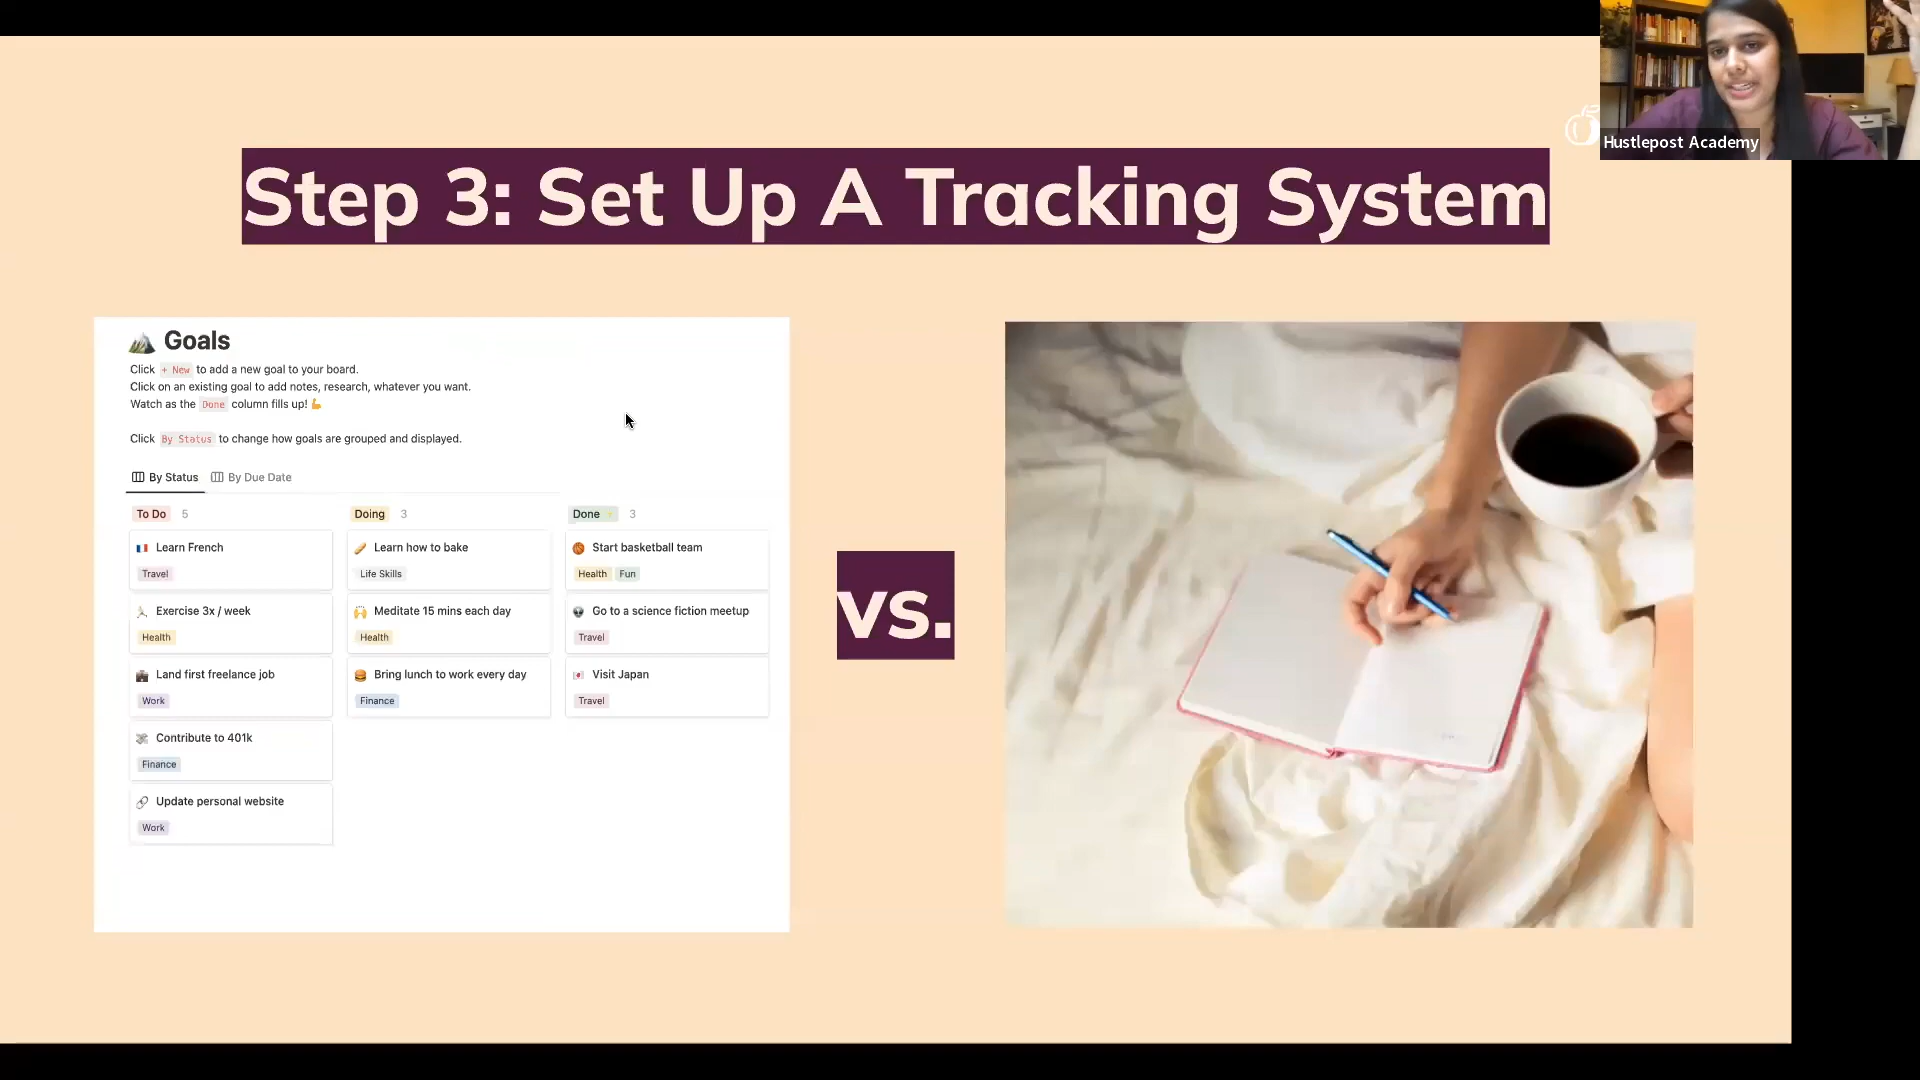 Hustlepost Academy
Step 3: Set Up A Tracking System
Goals
Click + New to add a new goal to your board.
Click on an existing goal to add notes, research, whatever you want.
Watch as the Done column fills up!
Click By Status to change how goals are grouped and displayed.
By Status By Due Date
To Do 5
Learn French
Travel
Exercise 3x / week
Health
Land first freelance job
Work
Contribute to 401k
Finance
Update personal website
Work
Doing 3
Learn how to bake
Life Skills
Meditate 15 mins each day
Health
Bring lunch to work every day
Finance
Done 3
Start basketball team
Health Fun
Go to a science fiction meetup
Travel
Visit Japan
Travel
vs.